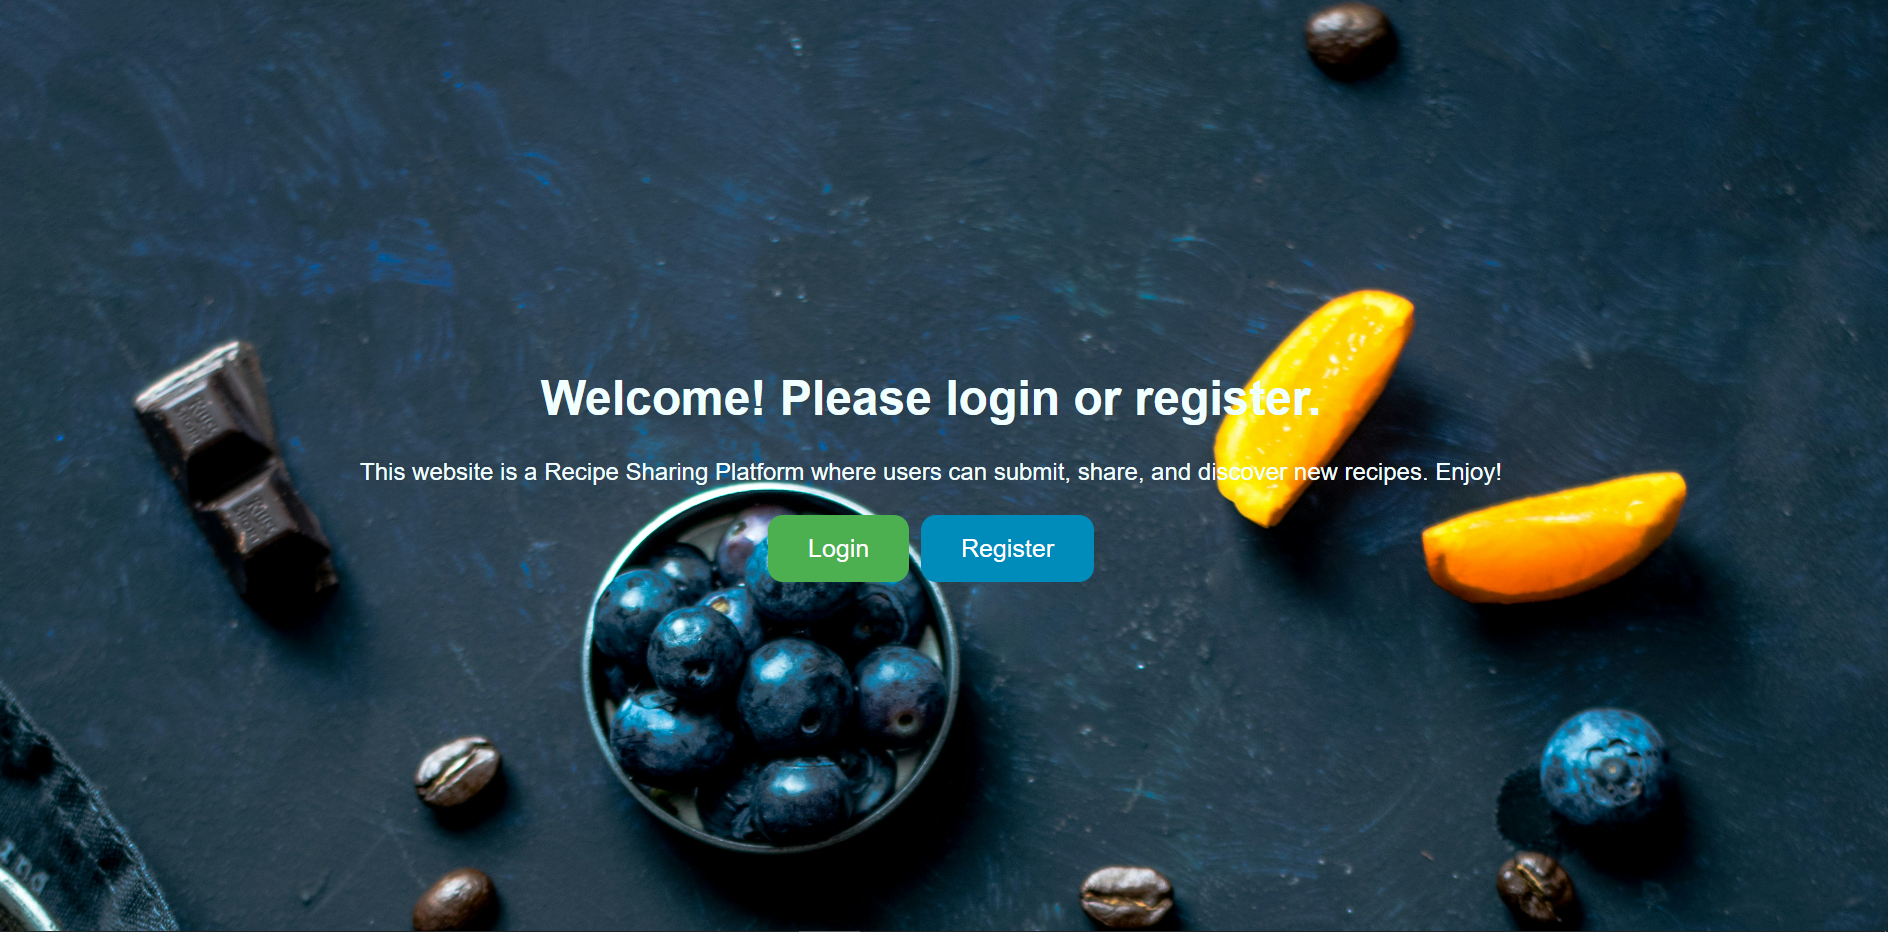 Welcome! Please login or register.
This website is a Recipe Sharing Platform where users can submit, share, and discover new recipes. Enjoy!
Login
Register